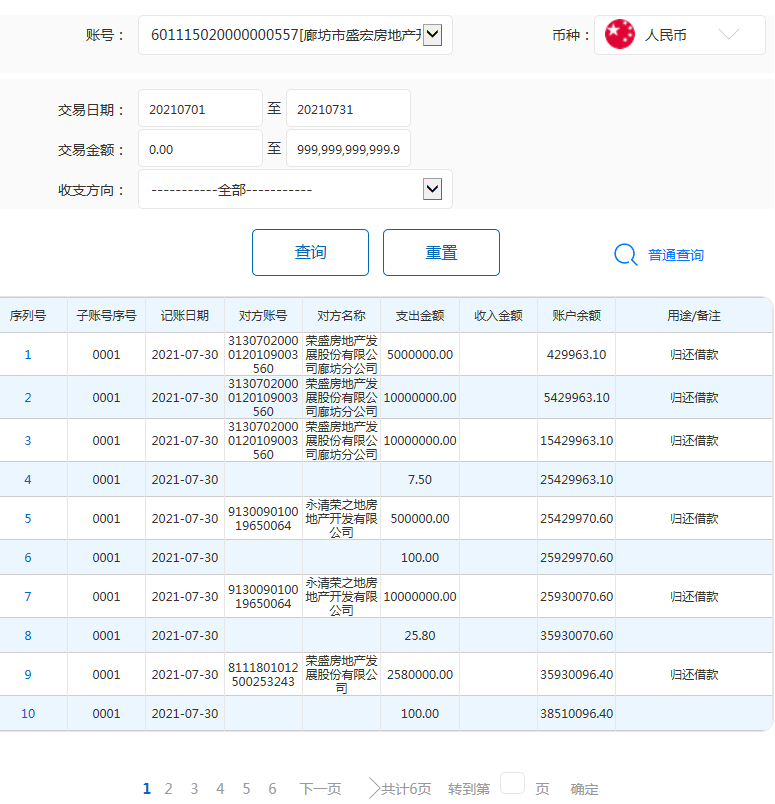 账号： 601115020000000557[廊坊市盛宏房地产开 币种： 人民币
交易日期： 20210701 至 20210731
交易金额： 0.00 至 999,999,999,999.9
收支方向： -----------全部-----------
查询 重置 普通查询
序列号 子账号序号 记账日期 对方账号 对方名称 支出金额 收入金额 账户余额 用途/备注
1 0001 2021-07-30 31307020000120109003560 荣盛房地产发展股份有限公司廊坊分公司 5000000.00 429963.10 归还借款
2 0001 2021-07-30 31307020000120109003560 荣盛房地产发展股份有限公司廊坊分公司 10000000.00 5429963.10 归还借款
3 0001 2021-07-30 31307020000120109003560 荣盛房地产发展股份有限公司廊坊分公司 10000000.00 15429963.10 归还借款
4 0001 2021-07-30 7.50 25429963.10
5 0001 2021-07-30 913009010019650064 永清荣之地房地产开发有限公司 500000.00 25429970.60 归还借款
6 0001 2021-07-30 100.00 25929970.60
7 0001 2021-07-30 913009010019650064 永清荣之地房地产开发有限公司 10000000.00 25930070.60 归还借款
8 0001 2021-07-30 25.80 35930070.60
9 0001 2021-07-30 8111801012500253243 荣盛房地产发展股份有限公司 2580000.00 35930096.40 归还借款
10 0001 2021-07-30 100.00 38510096.40
1 2 3 4 5 6 下一页 共计6页 转到第 页 确定